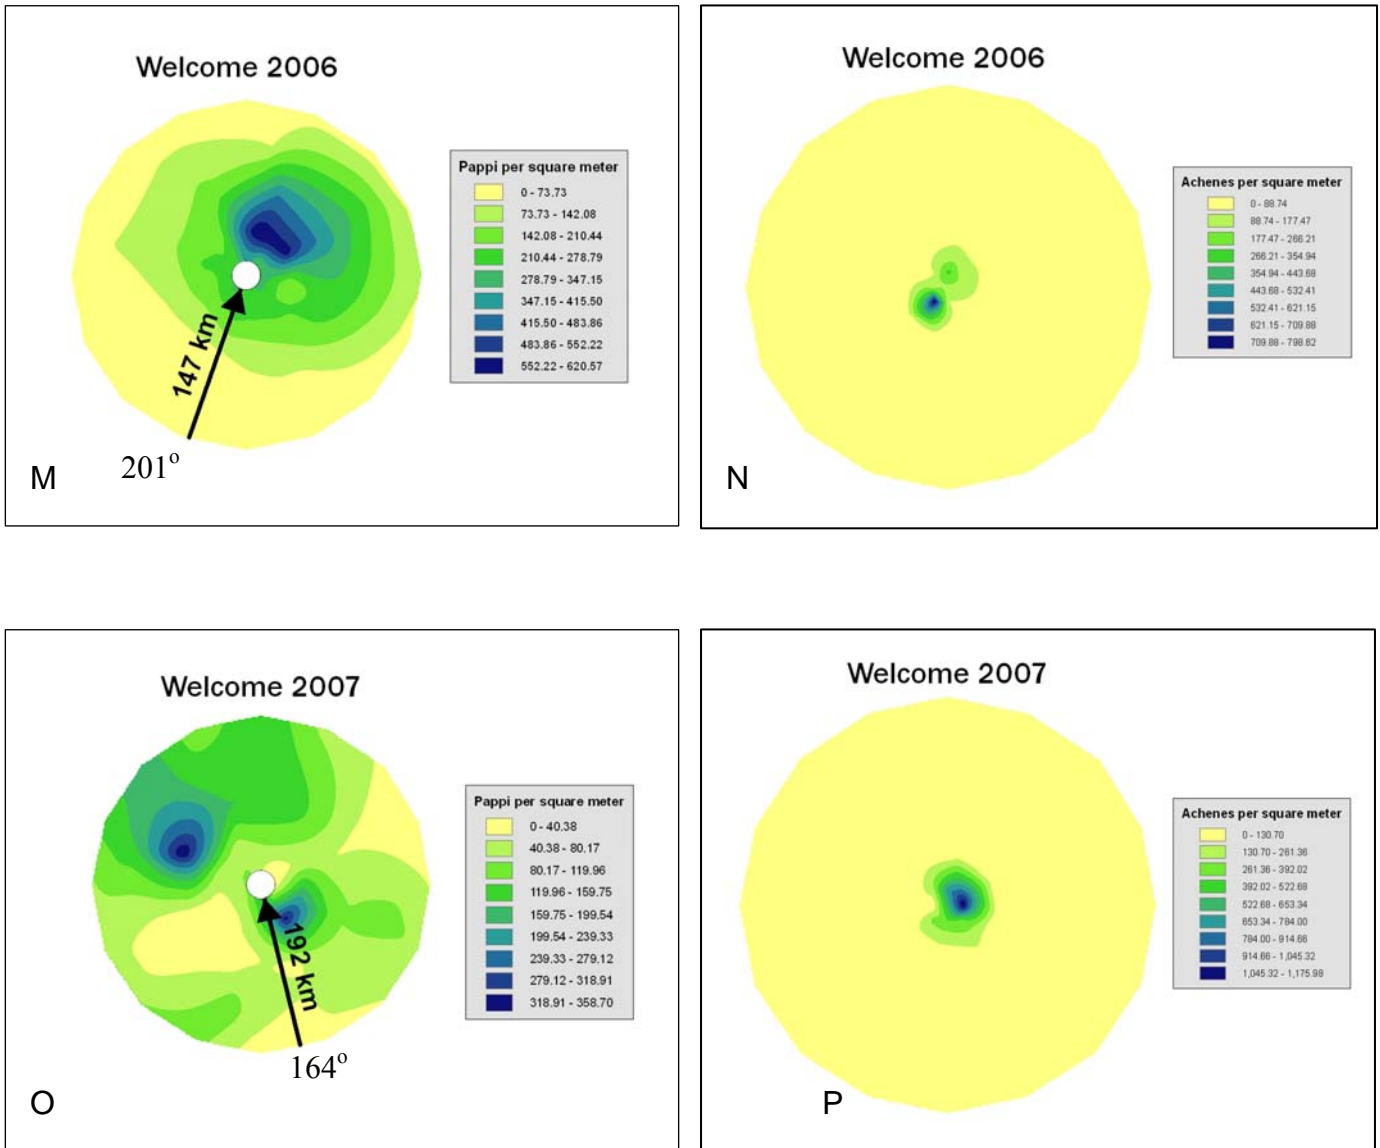 Welcome 2006
Pappi per square meter
0 - 73.73
73.73 - 142.08
142.08 - 210.44
210.44 - 278.79
278.79 - 347.15
347.15 - 415.50
415.50 - 483.86
483.86 - 552.22
552.22 - 620.57
147 km
201°
M
Welcome 2006
Achenes per square meter
0 - 88.74
88.74 - 177.47
177.47 - 266.21
266.21 - 354.94
354.94 - 443.68
443.68 - 532.41
532.41 - 621.15
621.15 - 709.88
709.88 - 798.62
N
Welcome 2007
Pappi per square meter
0 - 40.38
40.38 - 80.17
80.17 - 119.96
119.96 - 159.75
159.75 - 199.54
199.54 - 239.33
239.33 - 279.12
279.12 - 318.91
318.91 - 358.70
192 km
164°
O
Welcome 2007
Achenes per square meter
0 - 130.70
130.70 - 261.36
261.36 - 392.02
392.02 - 522.68
522.68 - 653.34
653.34 - 784.00
784.00 - 914.66
914.66 - 1,045.32
1,045.32 - 1,175.98
P